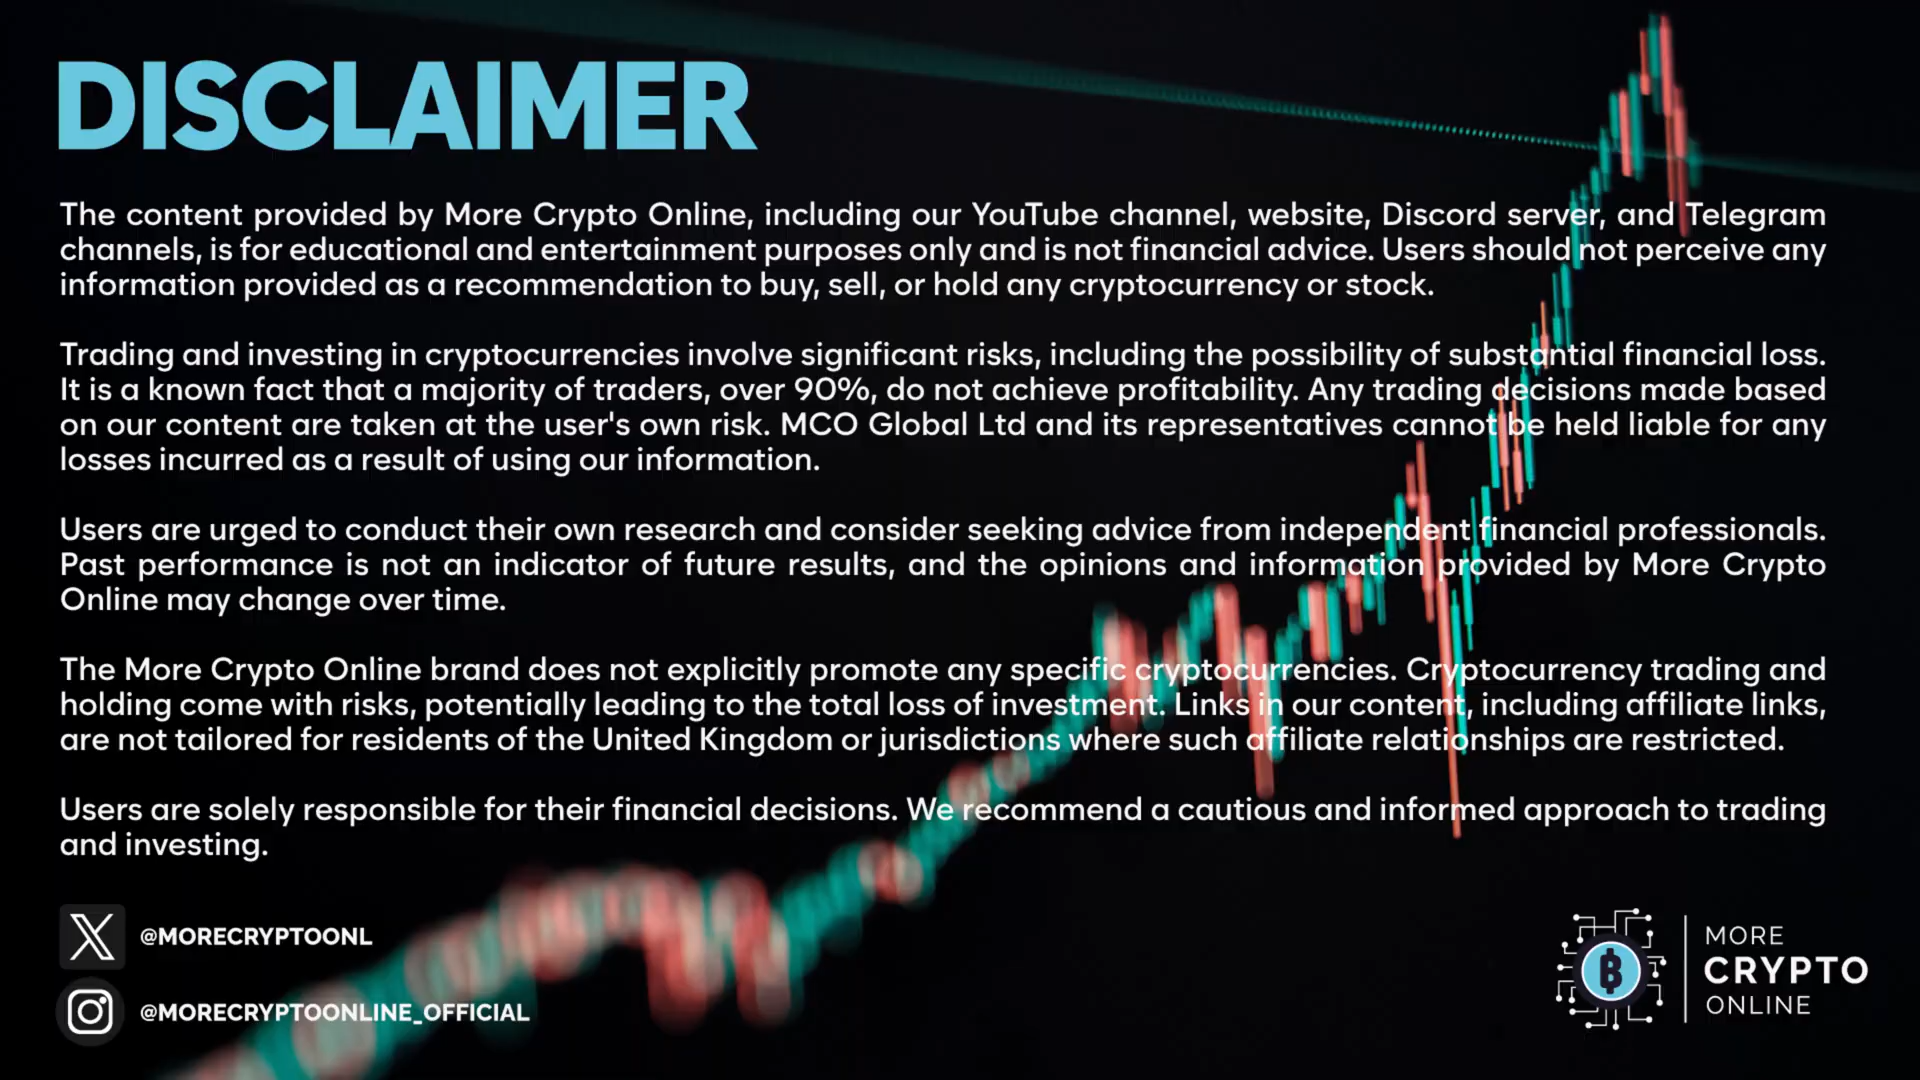 DISCLAIMER
The content provided by More Crypto Online, including our YouTube channel, website, Discord server, and Telegram
channels, is for educational and entertainment purposes only and is not financial advice. Users should not perceive any
information provided as a recommendation to buy, sell, or hold any cryptocurrency or stock.
Trading and investing in cryptocurrencies involve significant risks, including the possibility of substantial financial loss.
It is a known fact that a majority of traders, over 90%, do not achieve profitability. Any trading decisions made based
on our content are taken at the user's own risk. MCO Global Ltd and its representatives cannot be held liable for any
losses incurred as a result of using our information.
Users are urged to conduct their own research and consider seeking advice from independent financial professionals.
Past performance is not an indicator of future results, and the opinions and information provided by More Crypto
Online may change over time.
The More Crypto Online brand does not explicitly promote any specific cryptocurrencies. Cryptocurrency trading and
holding come with risks, potentially leading to the total loss of investment. Links in our content, including affiliate links,
are not tailored for residents of the United Kingdom or jurisdictions where such affiliate relationships are restricted.
Users are solely responsible for their financial decisions. We recommend a cautious and informed approach to trading
and investing.
@MORECRYPTOONL
@MORECRYPTOONLINE_OFFICIAL
MORE
CRYPTO
ONLINE